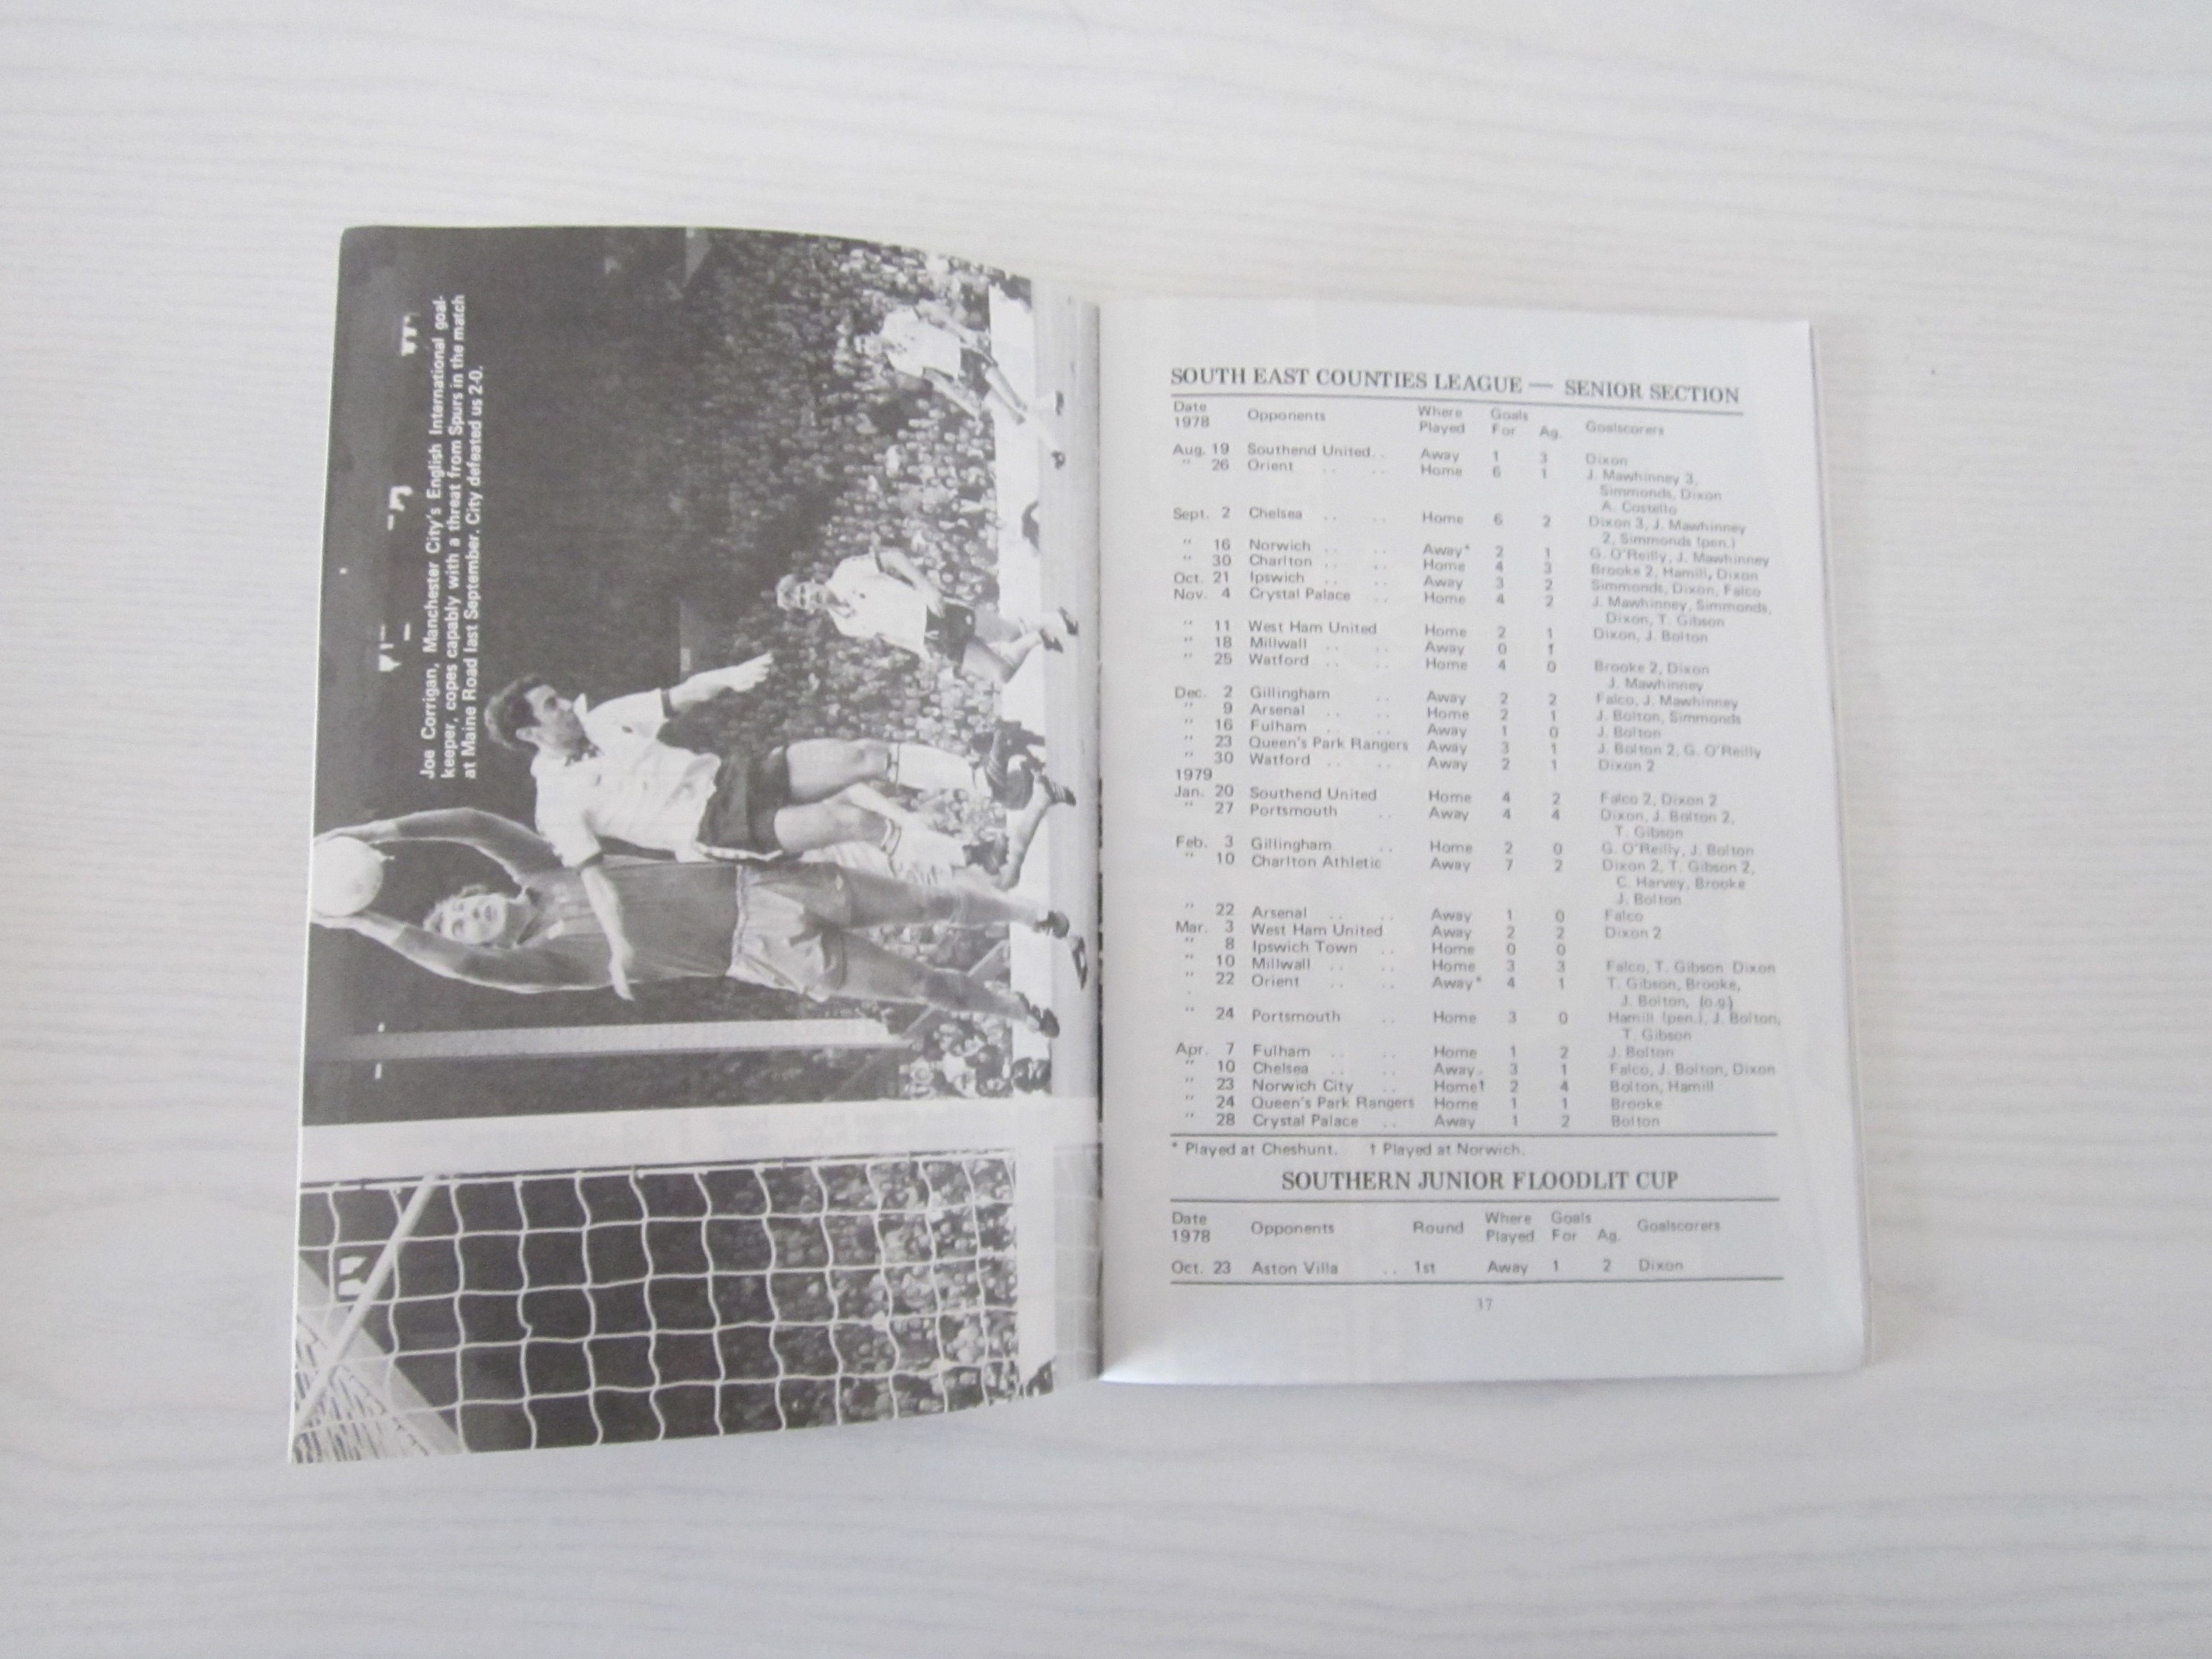 Joe Corrigan, Manchester City's English International goal-
keeper, copes capably with a threat from Spurs in the match
at Maine Road last September. City defeated us 2-0.
SOUTH EAST COUNTIES LEAGUE — SENIOR SECTION
Date Opponents Where Goals Goalscorers
1978 Played For Ag.
Aug. 19 Southend United. . Away 1 3 Dixon
" 26 Orient . . . . Home 6 1 J. Mawhinney 3,
Simmonds, Dixon
A. Costello
Sept. 2 Chelsea . . . . Home 6 2 Dixon 3, J. Mawhinney
2, Simmonds (pen.)
" 16 Norwich . . . . Away* 2 1 G. O'Reilly, J. Mawhinney
" 30 Charlton . . . . Home 4 3 Brooke 2, Hamill, Dixon
Oct. 21 Ipswich . . . . Away 3 2 Simmonds, Dixon, Falco
Nov. 4 Crystal Palace . . Home 4 2 J. Mawhinney, Simmonds,
Dixon, T. Gibson
" 11 West Ham United Home 2 1 Dixon, J. Bolton
" 18 Millwall . . . . Away 0 1
" 25 Watford . . . . Home 4 0 Brooke 2, Dixon
J. Mawhinney
Dec. 2 Gillingham . . Away 2 2 Falco, J. Mawhinney
" 9 Arsenal . . . . Home 2 1 J. Bolton, Simmonds
" 16 Fulham . . . . Away 1 0 J. Bolton
" 23 Queen's Park Rangers Away 3 1 J. Bolton 2, G. O'Reilly
" 30 Watford . . . . Away 2 1 Dixon 2
1979
Jan. 20 Southend United Home 4 2 Falco 2, Dixon 2
" 27 Portsmouth . . Away 4 4 Dixon, J. Bolton 2,
T. Gibson
Feb. 3 Gillingham . . Home 2 0 G. O'Reilly, J. Bolton
" 10 Charlton Athletic Away 7 2 Dixon 2, T. Gibson 2,
C. Harvey, Brooke
J. Bolton
" 22 Arsenal . . . . Away 1 0 Falco
Mar. 3 West Ham United Away 2 2 Dixon 2
" 8 Ipswich Town . . Home 0 0
" 10 Millwall . . . . Home 3 3 Falco, T. Gibson Dixon
" 22 Orient . . . . Away* 4 1 T. Gibson, Brooke,
J. Bolton, (o.g)
" 24 Portsmouth . . Home 3 0 Hamill (pen.), J. Bolton,
T. Gibson
Apr. 7 Fulham . . . . Home 1 2 J. Bolton
" 10 Chelsea . . . . Away. 3 1 Falco, J. Bolton, Dixon
" 23 Norwich City . . Home† 2 4 Bolton, Hamill
" 24 Queen's Park Rangers Home 1 1 Brooke
" 28 Crystal Palace . . Away 1 2 Bolton
* Played at Cheshunt. † Played at Norwich.
SOUTHERN JUNIOR FLOODLIT CUP
Date Opponents Round Where Goals Goalscorers
1978 Played For Ag.
Oct. 23 Aston Villa . . 1st Away 1 2 Dixon
37